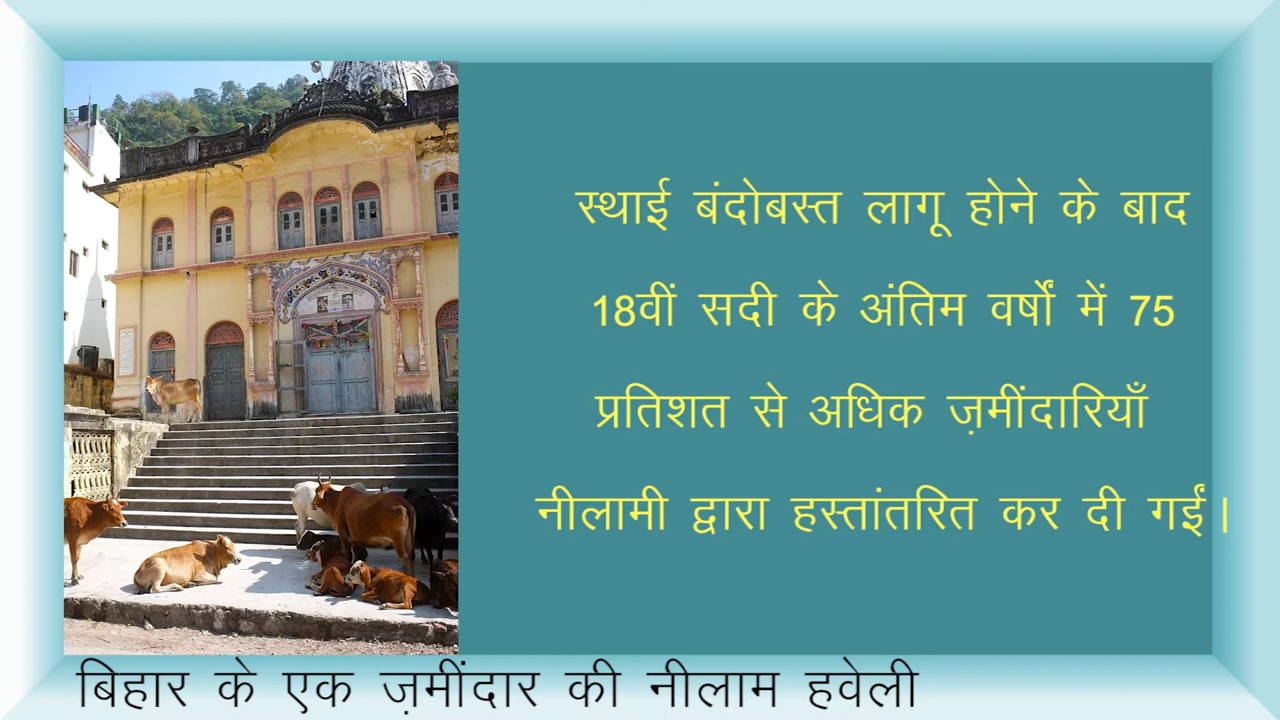 स्थाई बंदोबस्त लागू होने के बाद
18वीं सदी के अंतिम वर्षों में 75
प्रतिशत से अधिक ज़मींदारियाँ
नीलामी द्वारा हस्तांतरित कर दी गईं।
बिहार के एक ज़मींदार की नीलाम हवेली